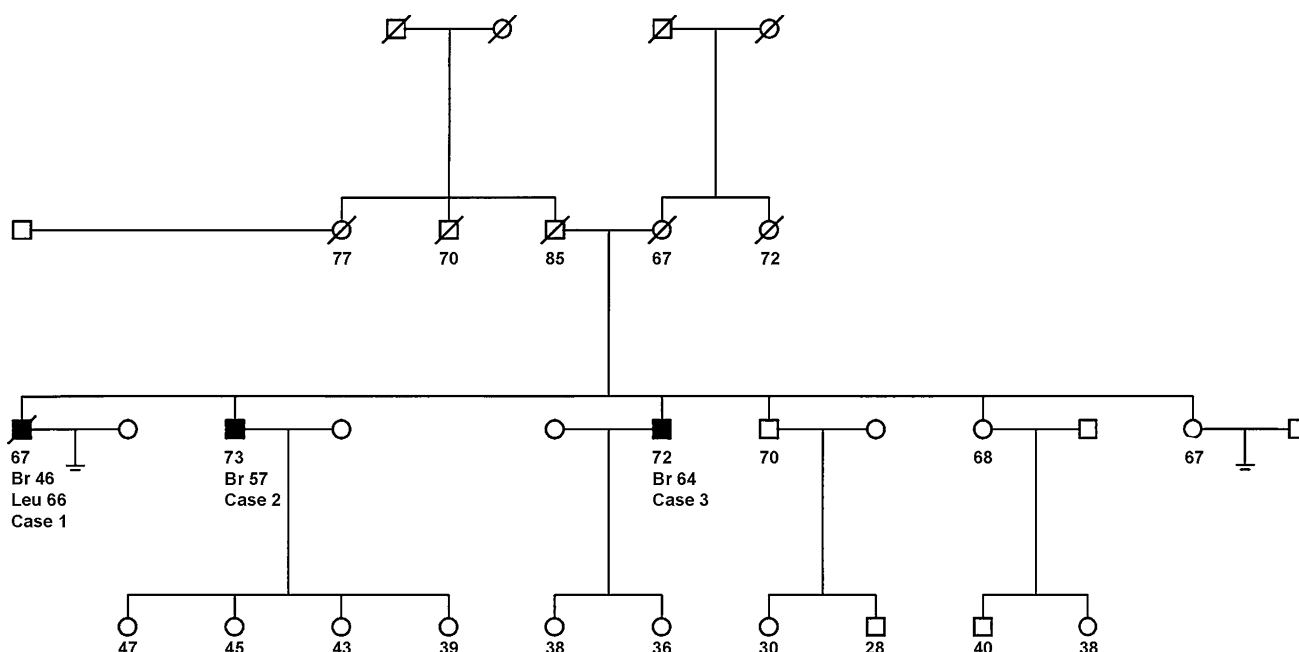 77 70 85 67 72
67 73 72 70 68 67
Br 46 Br 57 Br 64
Leu 66 Case 2 Case 3
Case 1
47 45 43 39 38 36 30 28 40 38